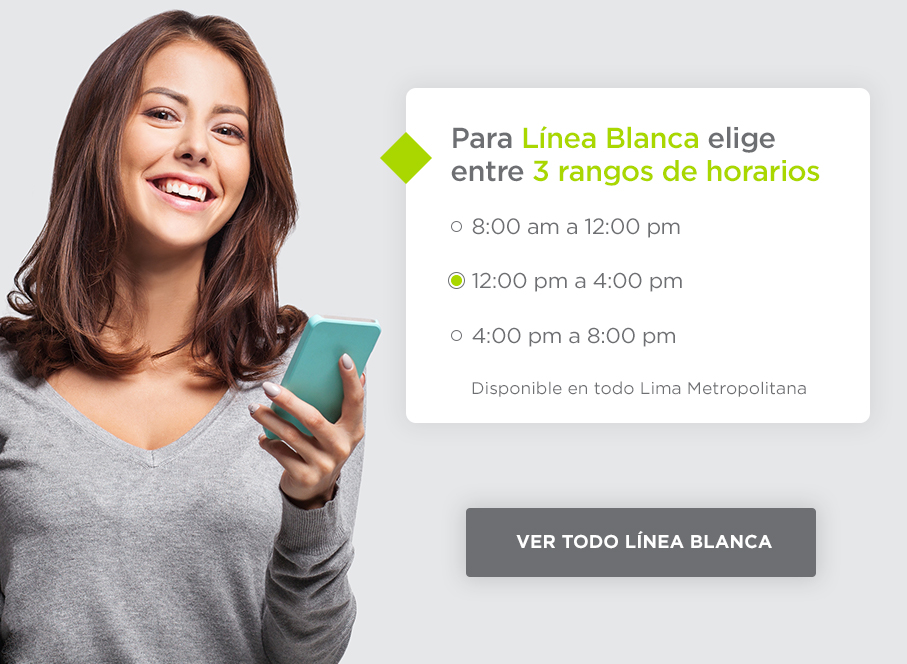 Para Línea Blanca elige
entre 3 rangos de horarios
8:00 am a 12:00 pm
12:00 pm a 4:00 pm
4:00 pm a 8:00 pm
Disponible en todo Lima Metropolitana
VER TODO LÍNEA BLANCA